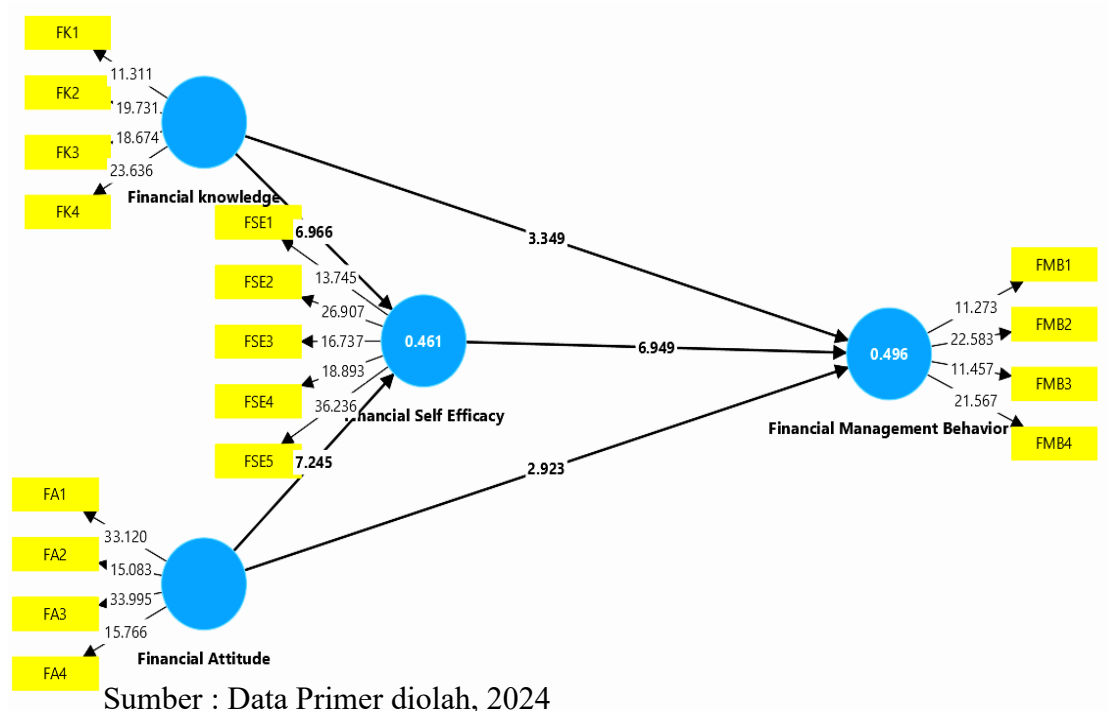 FK1
11.311
FK2
19.731
18.674
FK3
23.636
FK4
Financial knowledge
FSE1
6.966
3.349
13.745
FSE2
26.907
FSE3
16.737
0.461
18.893
FSE4
36.236
Financial Self Efficacy
FSE5
7.245
6.949
2.923
FMB1
11.273
FMB2
22.583
0.496
11.457
FMB3
21.567
Financial Management Behavior
FMB4
FA1
33.120
FA2
15.083
33.995
FA3
15.766
Financial Attitude
FA4
Sumber : Data Primer diolah, 2024